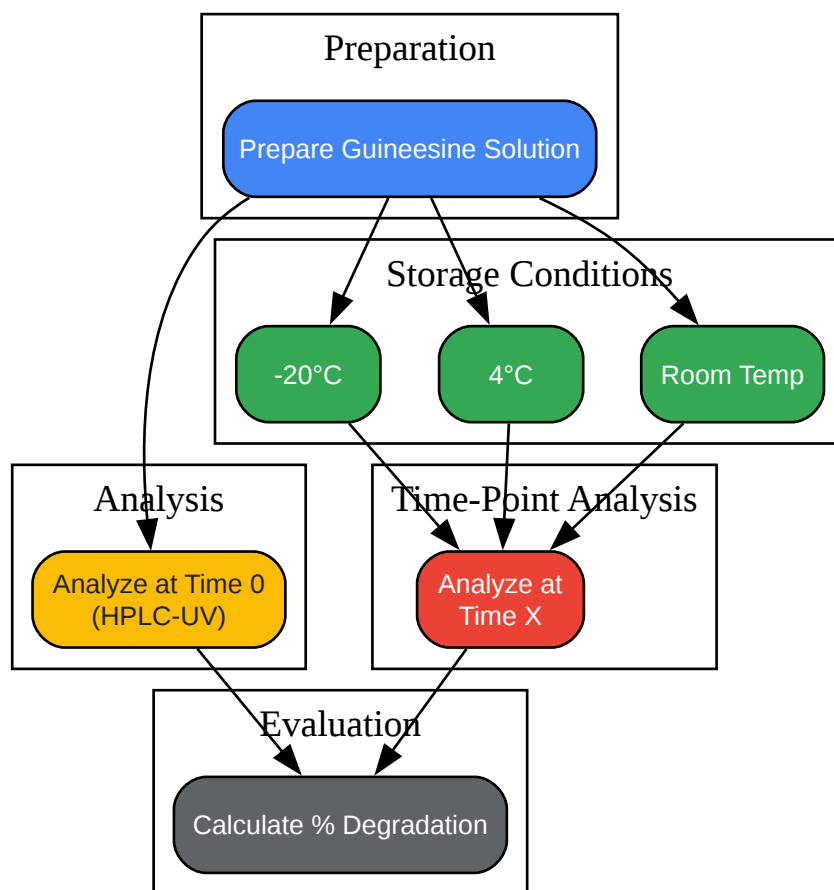 Preparation
Prepare Guineesine Solution
Storage Conditions
-20°C
4°C
Room Temp
Analysis
Time-Point Analysis
Analyze at Time 0
(HPLC-UV)
Analyze at
Time X
Evaluation
Calculate % Degradation